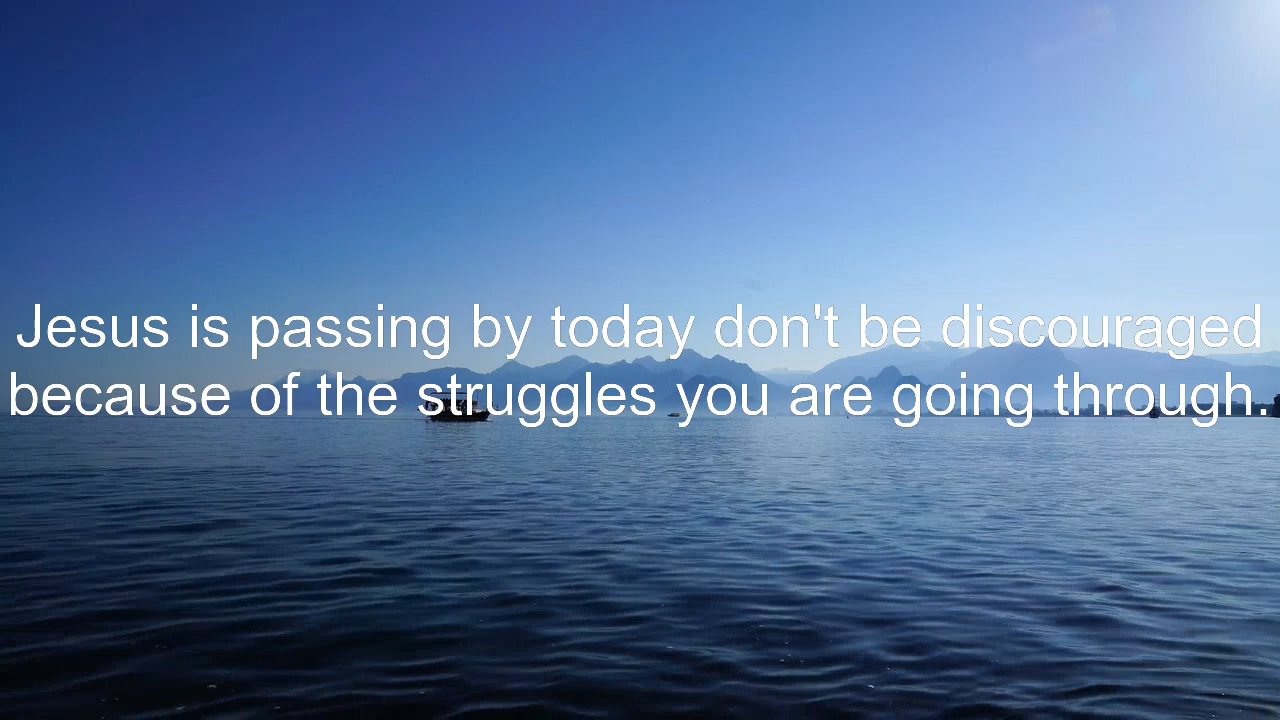 Jesus is passing by today don't be discouraged
because of the struggles you are going through.